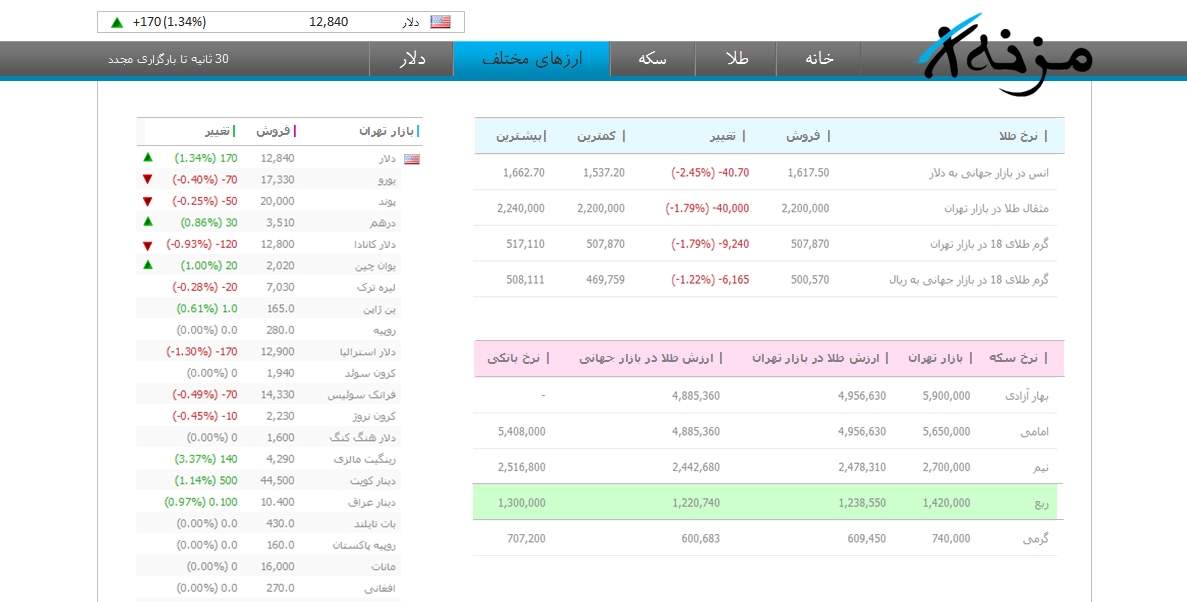 دلار 12,840 +170 (1.34%)
مزنه
خانه طلا سکه ارزهای مختلف دلار 30 ثانیه تا بارگزاری مجدد
| نرخ طلا | فروش | تغییر | کمترین | بیشترین
انس در بازار جهانی به دلار 1,617.50 -40.70 (-2.45%) 1,537.20 1,662.70
مثقال طلا در بازار تهران 2,200,000 -40,000 (-1.79%) 2,200,000 2,240,000
گرم طلای 18 در بازار تهران 507,870 -9,240 (-1.79%) 507,870 517,110
گرم طلای 18 در بازار جهانی به ریال 500,570 -6,165 (-1.22%) 469,759 508,111
| نرخ سکه | بازار تهران | ارزش طلا در بازار تهران | ارزش طلا در بازار جهانی | نرخ بانکی
بهار آزادی 5,900,000 4,956,630 4,885,360 -
امامی 5,650,000 4,956,630 4,885,360 5,408,000
نیم 2,700,000 2,478,310 2,442,680 2,516,800
ربع 1,420,000 1,238,550 1,220,740 1,300,000
گرمی 740,000 609,450 600,683 707,200
| بازار تهران | فروش | تغییر
دلار 12,840 170 (1.34%)
یورو 17,330 -70 (-0.40%)
پوند 20,000 -50 (-0.25%)
درهم 3,510 30 (0.86%)
دلار کانادا 12,800 -120 (-0.93%)
یوان چین 2,020 20 (1.00%)
لیره ترک 7,030 -20 (-0.28%)
ین ژاپن 165.0 1.0 (0.61%)
روپیه 280.0 0.0 (0.00%)
دلار استرالیا 12,900 -170 (-1.30%)
کرون سوئد 1,940 0 (0.00%)
فرانک سوئیس 14,330 -70 (-0.49%)
کرون نروژ 2,230 -10 (-0.45%)
دلار هنگ کنگ 1,600 0 (0.00%)
رینگیت مالزی 4,290 140 (3.37%)
دینار کویت 44,500 500 (1.14%)
دینار عراق 10.400 0.100 (0.97%)
بات تایلند 430.0 0.0 (0.00%)
روپیه پاکستان 160.0 0.0 (0.00%)
مانات 16,000 0.0 (0.00%)
افغانی 270.0 0.0 (0.00%)